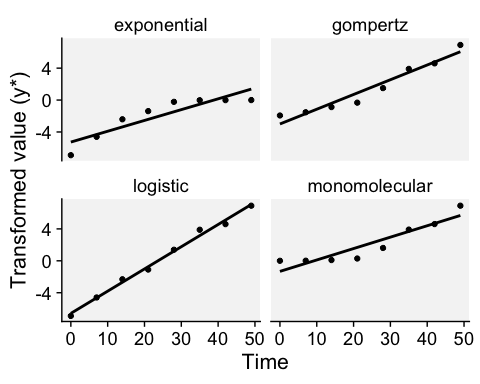 exponential
gompertz
4
0
-4
logistic
monomolecular
4
0
-4
0 10 20 30 40 50
0 10 20 30 40 50
Time
Transformed value (y*)